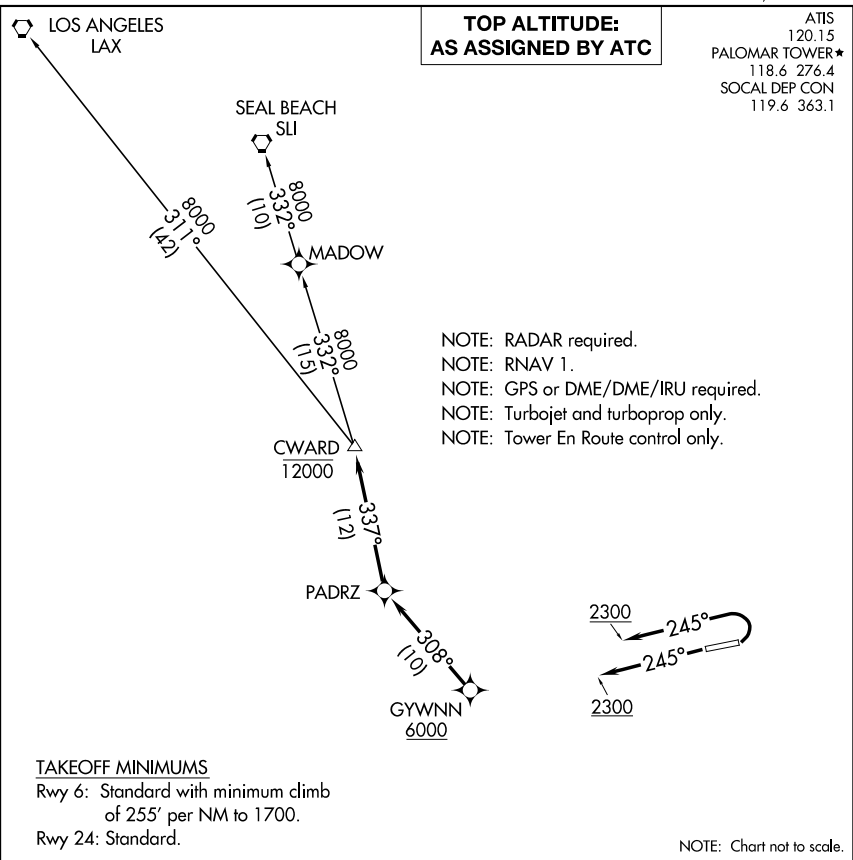 TOP ALTITUDE:
AS ASSIGNED BY ATC
ATIS
120.15
PALOMAR TOWER★
118.6 276.4
SOCAL DEP CON
119.6 363.1
LOS ANGELES
LAX
SEAL BEACH
SLI
8000
332°
(10)
8000
311°
(42)
MADOW
8000
332°
(15)
NOTE: RADAR required.
NOTE: RNAV 1.
NOTE: GPS or DME/DME/IRU required.
NOTE: Turbojet and turboprop only.
NOTE: Tower En Route control only.
CWARD
12000
337°
(12)
PADRZ
308°
(10)
GYWNN
6000
2300
245°
245°
2300
TAKEOFF MINIMUMS
Rwy 6: Standard with minimum climb
of 255' per NM to 1700.
Rwy 24: Standard.
NOTE: Chart not to scale.